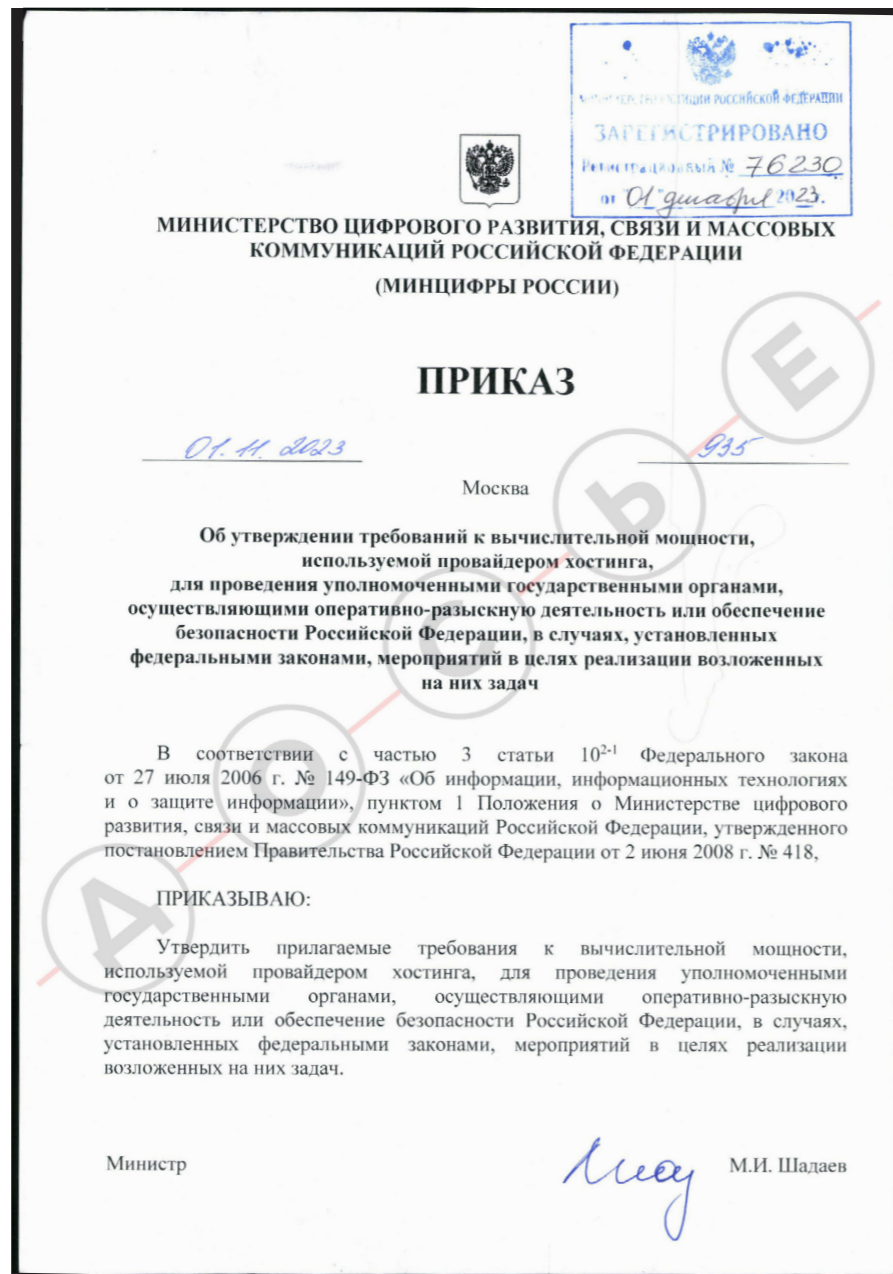 МИНИСТЕРСТВО ЮСТИЦИИ РОССИЙСКОЙ ФЕДЕРАЦИИ
ЗАРЕГИСТРИРОВАНО
Регистрационный № 76230
от "01" декабря 2023.
МИНИСТЕРСТВО ЦИФРОВОГО РАЗВИТИЯ, СВЯЗИ И МАССОВЫХ
КОММУНИКАЦИЙ РОССИЙСКОЙ ФЕДЕРАЦИИ
(МИНЦИФРЫ РОССИИ)
ПРИКАЗ
01.11.2023 935
Москва
Об утверждении требований к вычислительной мощности,
используемой провайдером хостинга,
для проведения уполномоченными государственными органами,
осуществляющими оперативно-разыскную деятельность или обеспечение
безопасности Российской Федерации, в случаях, установленных
федеральными законами, мероприятий в целях реализации возложенных
на них задач
В соответствии с частью 3 статьи 10²⁻¹ Федерального закона
от 27 июля 2006 г. № 149-ФЗ «Об информации, информационных технологиях
и о защите информации», пунктом 1 Положения о Министерстве цифрового
развития, связи и массовых коммуникаций Российской Федерации, утвержденного
постановлением Правительства Российской Федерации от 2 июня 2008 г. № 418,
ПРИКАЗЫВАЮ:
Утвердить прилагаемые требования к вычислительной мощности,
используемой провайдером хостинга, для проведения уполномоченными
государственными органами, осуществляющими оперативно-разыскную
деятельность или обеспечение безопасности Российской Федерации, в случаях,
установленных федеральными законами, мероприятий в целях реализации
возложенных на них задач.
Министр М.И. Шадаев
ДОСЬЕ